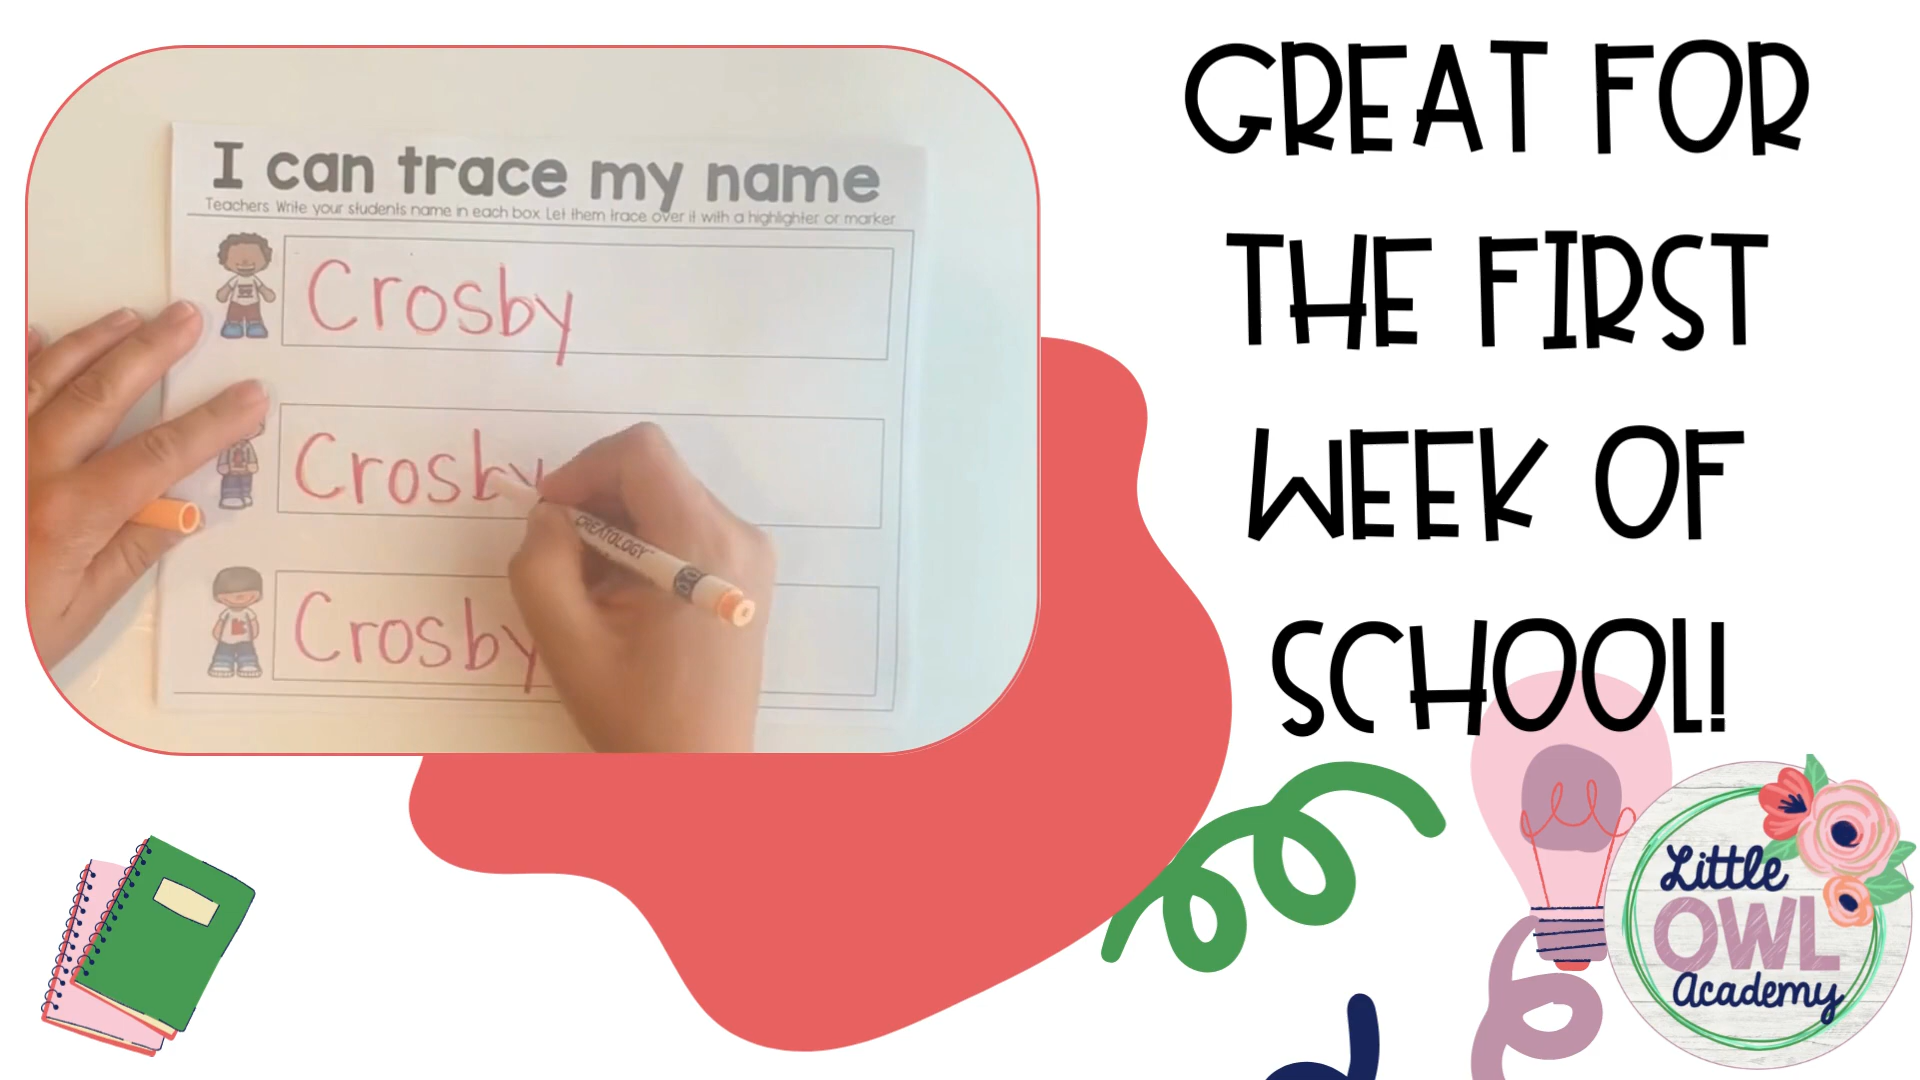 I can trace my name
Teachers Write your students name in each box. Let them trace over it with a highlighter or marker
Crosby
Crosby
Crosby
CREATOLOGY
GREAT FOR
THE FIRST
WEEK OF
SCHOOL!
Little
OWL
Academy